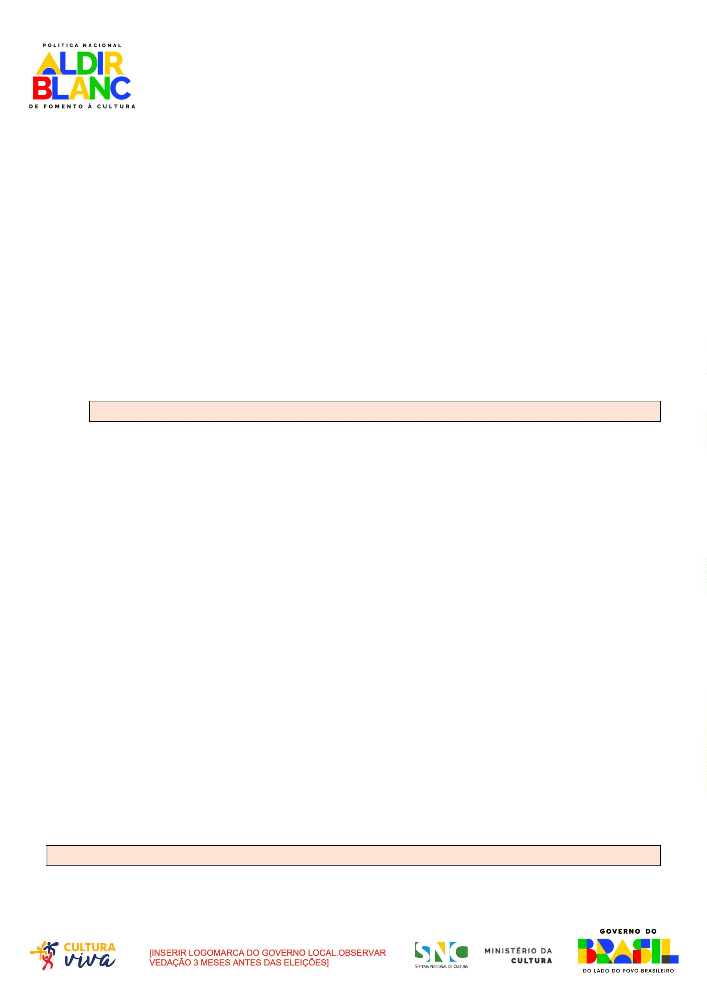 POLÍTICA NACIONAL
ALDIR
BLANC
DE FOMENTO À CULTURA
CULTURA
viva
[INSERIR LOGOMARCA DO GOVERNO LOCAL.OBSERVAR
VEDAÇÃO 3 MESES ANTES DAS ELEIÇÕES]
SNC
SISTEMA NACIONAL DE CULTURA
MINISTÉRIO DA
CULTURA
GOVERNO DO
BRASIL
DO LADO DO POVO BRASILEIRO